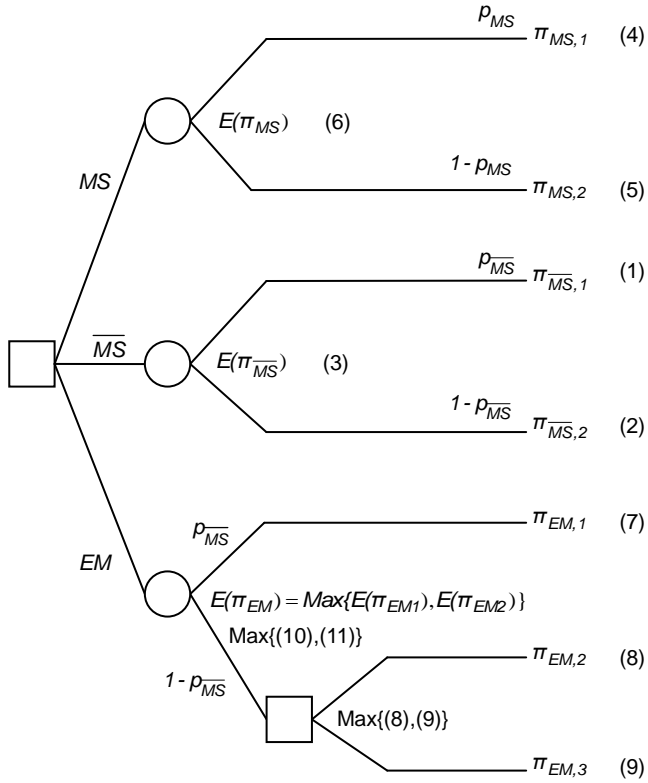 p_MS
π_MS,1 (4)
E(π_MS) (6)
MS
1 - p_MS
π_MS,2 (5)
p_M̅S̅
π_M̅S̅,1 (1)
M̅S̅
E(π_M̅S̅) (3)
1 - p_M̅S̅
π_M̅S̅,2 (2)
p_M̅S̅
π_EM,1 (7)
EM
E(π_EM) = Max{E(π_EM1), E(π_EM2)}
Max{(10),(11)}
1 - p_M̅S̅
π_EM,2 (8)
Max{(8),(9)}
π_EM,3 (9)